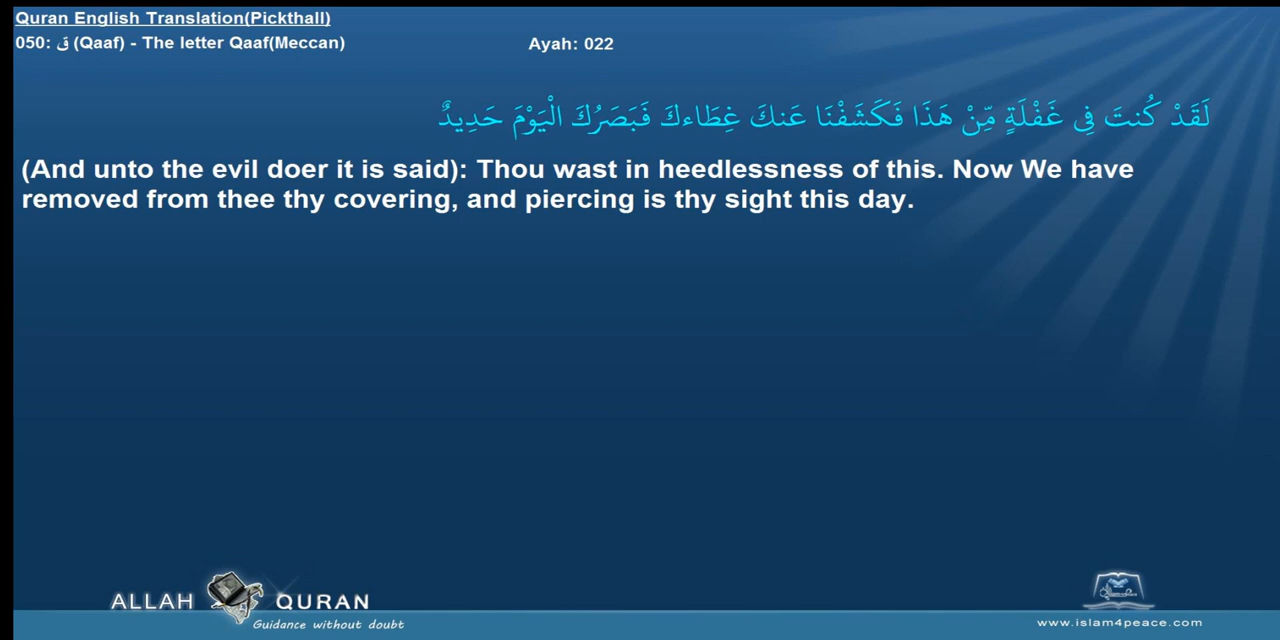 Quran English Translation(Pickthall)
050: ق (Qaaf) - The letter Qaaf(Meccan) Ayah: 022
لَقَدْ كُنتَ فِي غَفْلَةٍ مِّنْ هَذَا فَكَشَفْنَا عَنكَ غِطَاءكَ فَبَصَرُكَ الْيَوْمَ حَدِيدٌ
(And unto the evil doer it is said): Thou wast in heedlessness of this. Now We have
removed from thee thy covering, and piercing is thy sight this day.
ALLAH QURAN
Guidance without doubt
www.islam4peace.com